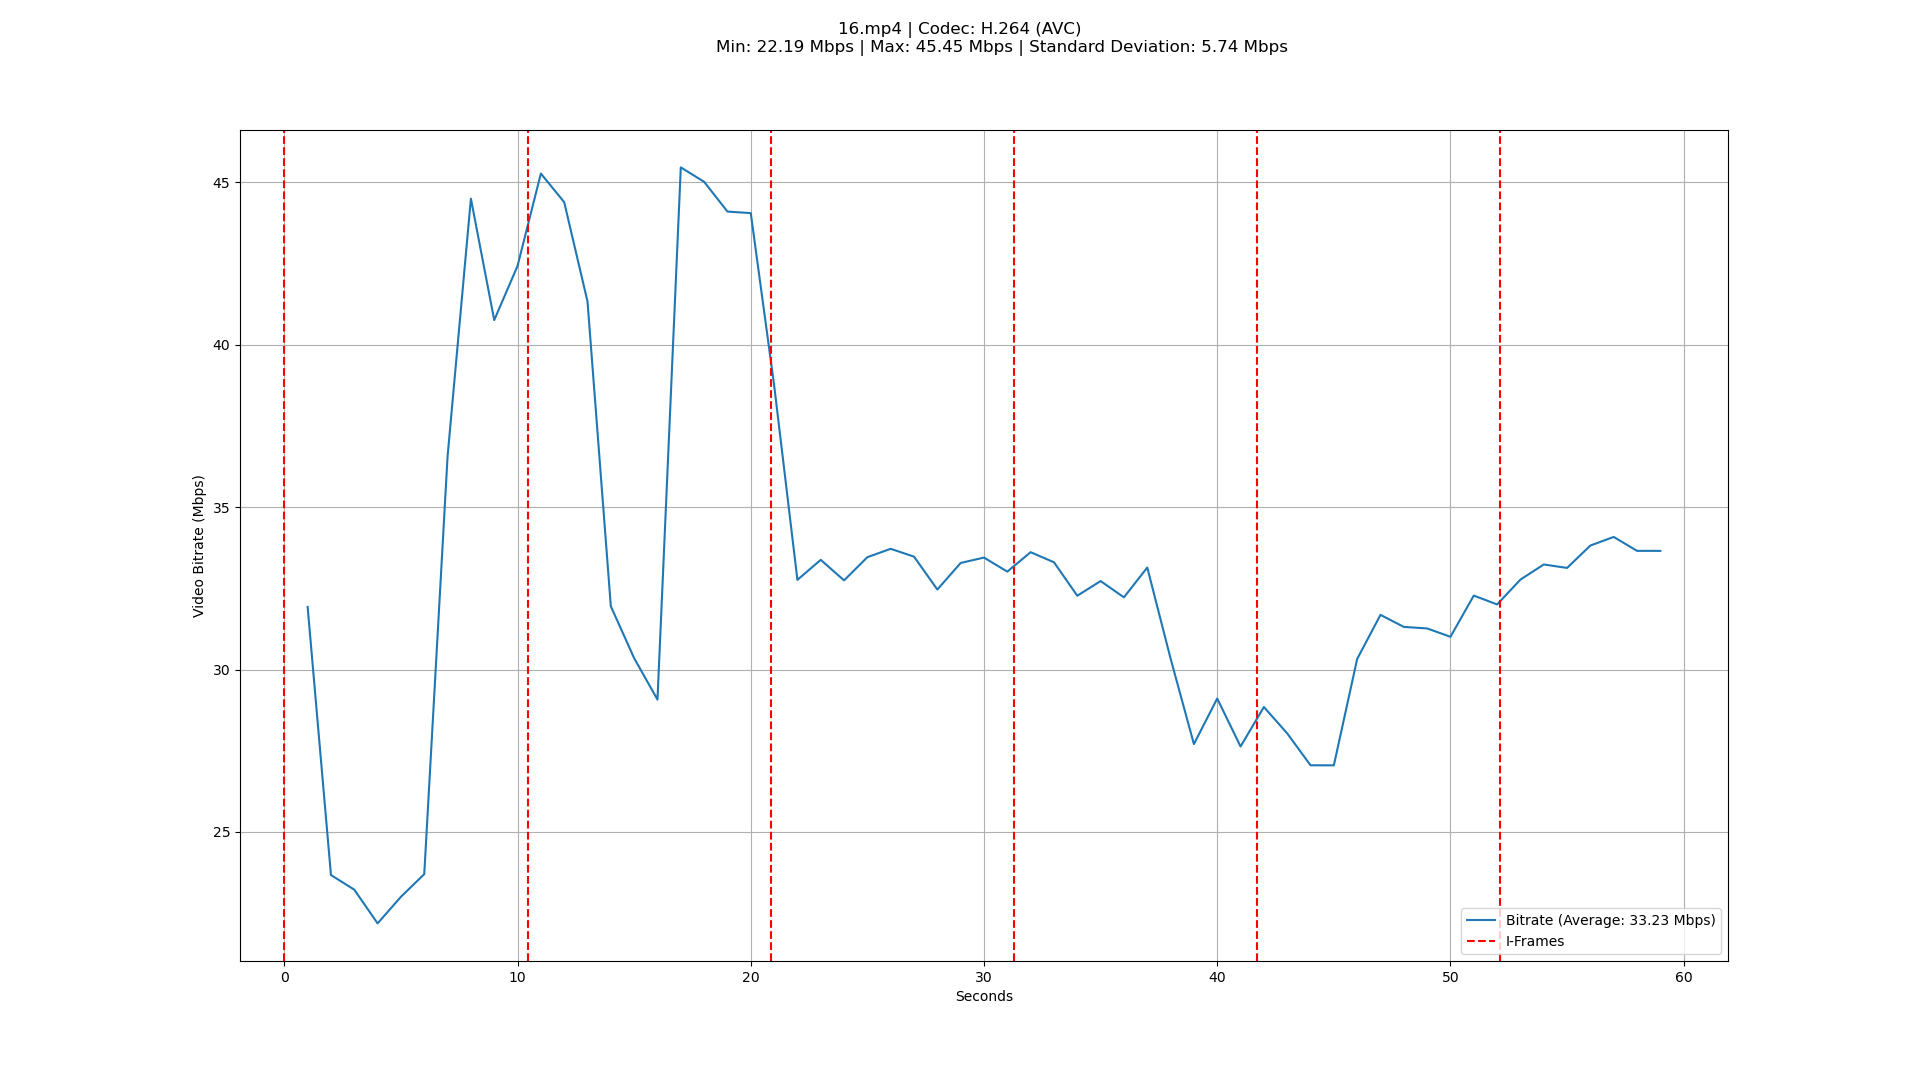 16.mp4 | Codec: H.264 (AVC)
Min: 22.19 Mbps | Max: 45.45 Mbps | Standard Deviation: 5.74 Mbps
45
40
35
30
25
Video Bitrate (Mbps)
0 10 20 30 40 50 60
Seconds
Bitrate (Average: 33.23 Mbps)
I-Frames